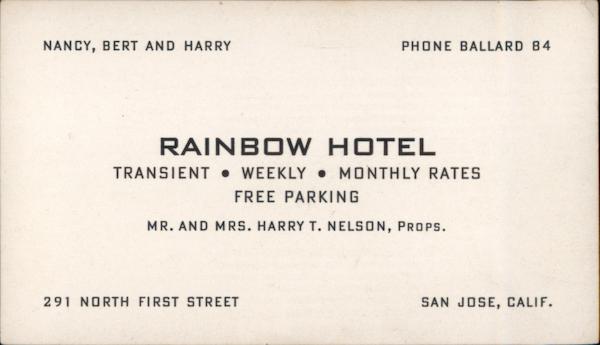 NANCY, BERT AND HARRY
PHONE BALLARD 84
RAINBOW HOTEL
TRANSIENT • WEEKLY • MONTHLY RATES
FREE PARKING
MR. AND MRS. HARRY T. NELSON, PROPS.
291 NORTH FIRST STREET
SAN JOSE, CALIF.